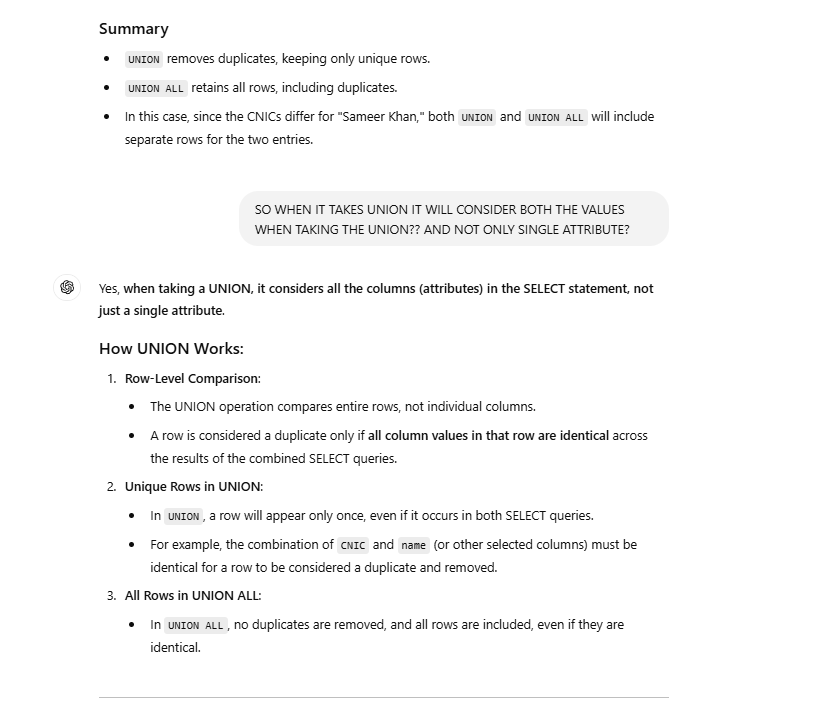 Summary
UNION removes duplicates, keeping only unique rows.
UNION ALL retains all rows, including duplicates.
In this case, since the CNICs differ for "Sameer Khan," both UNION and UNION ALL will include
separate rows for the two entries.
SO WHEN IT TAKES UNION IT WILL CONSIDER BOTH THE VALUES
WHEN TAKING THE UNION?? AND NOT ONLY SINGLE ATTRIBUTE?
Yes, when taking a UNION, it considers all the columns (attributes) in the SELECT statement, not
just a single attribute.
How UNION Works:
1. Row-Level Comparison:
The UNION operation compares entire rows, not individual columns.
A row is considered a duplicate only if all column values in that row are identical across
the results of the combined SELECT queries.
2. Unique Rows in UNION:
In UNION, a row will appear only once, even if it occurs in both SELECT queries.
For example, the combination of CNIC and name (or other selected columns) must be
identical for a row to be considered a duplicate and removed.
3. All Rows in UNION ALL:
In UNION ALL, no duplicates are removed, and all rows are included, even if they are
identical.